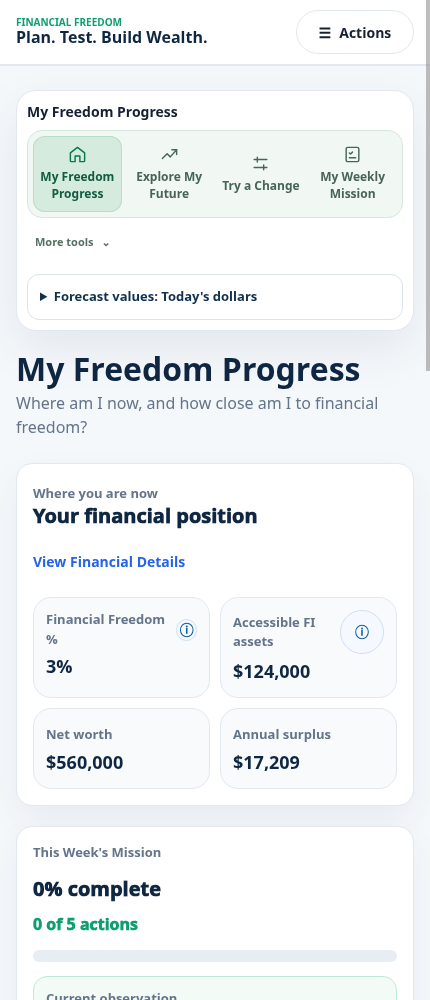 FINANCIAL FREEDOM
Plan. Test. Build Wealth.
☰ Actions
My Freedom Progress
My Freedom
Progress
Explore My
Future
Try a Change
My Weekly
Mission
More tools ⌄
▶ Forecast values: Today's dollars
My Freedom Progress
Where am I now, and how close am I to financial
freedom?
Where you are now
Your financial position
View Financial Details
Financial Freedom
%
ⓘ
3%
Accessible FI
assets
ⓘ
$124,000
Net worth
$560,000
Annual surplus
$17,209
This Week's Mission
0% complete
0 of 5 actions
Current observation